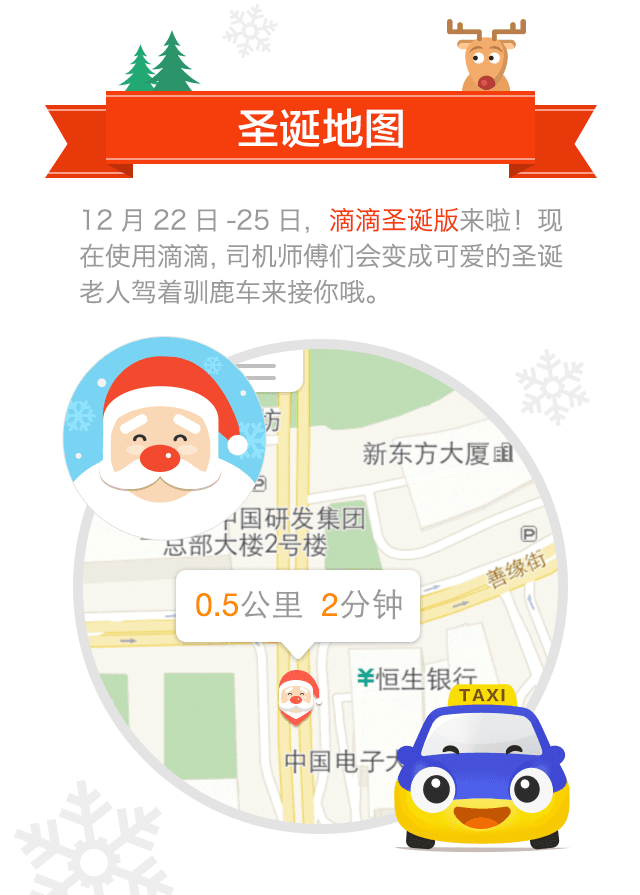 圣诞地图
12 月 22 日 -25 日，滴滴圣诞版来啦！现
在使用滴滴, 司机师傅们会变成可爱的圣诞
老人驾着驯鹿车来接你哦。
坊
新东方大厦
P
中国研发集团
总部大楼2号楼
P
善缘街
0.5公里 2分钟
¥恒生银行
TAXI
中国电子大